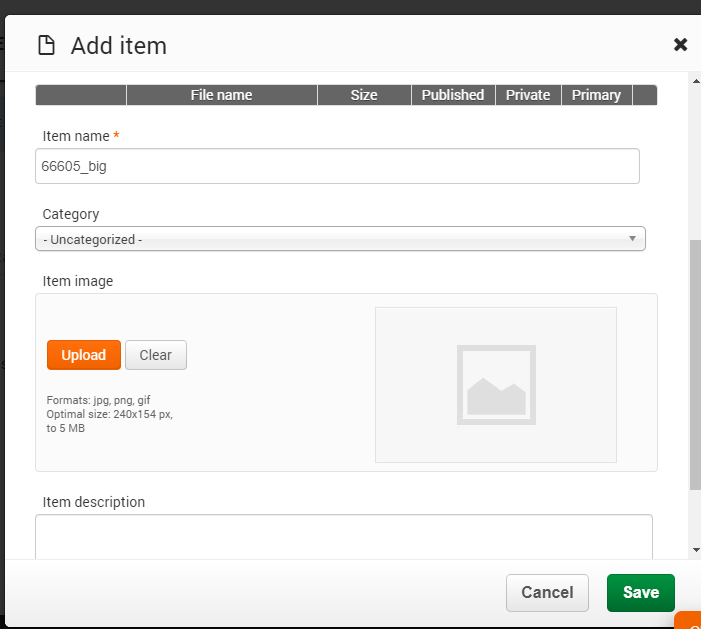 Add item
File name Size Published Private Primary
Item name *
66605_big
Category
- Uncategorized -
Item image
Upload Clear
Formats: jpg, png, gif
Optimal size: 240x154 px,
to 5 MB
Item description
Cancel Save